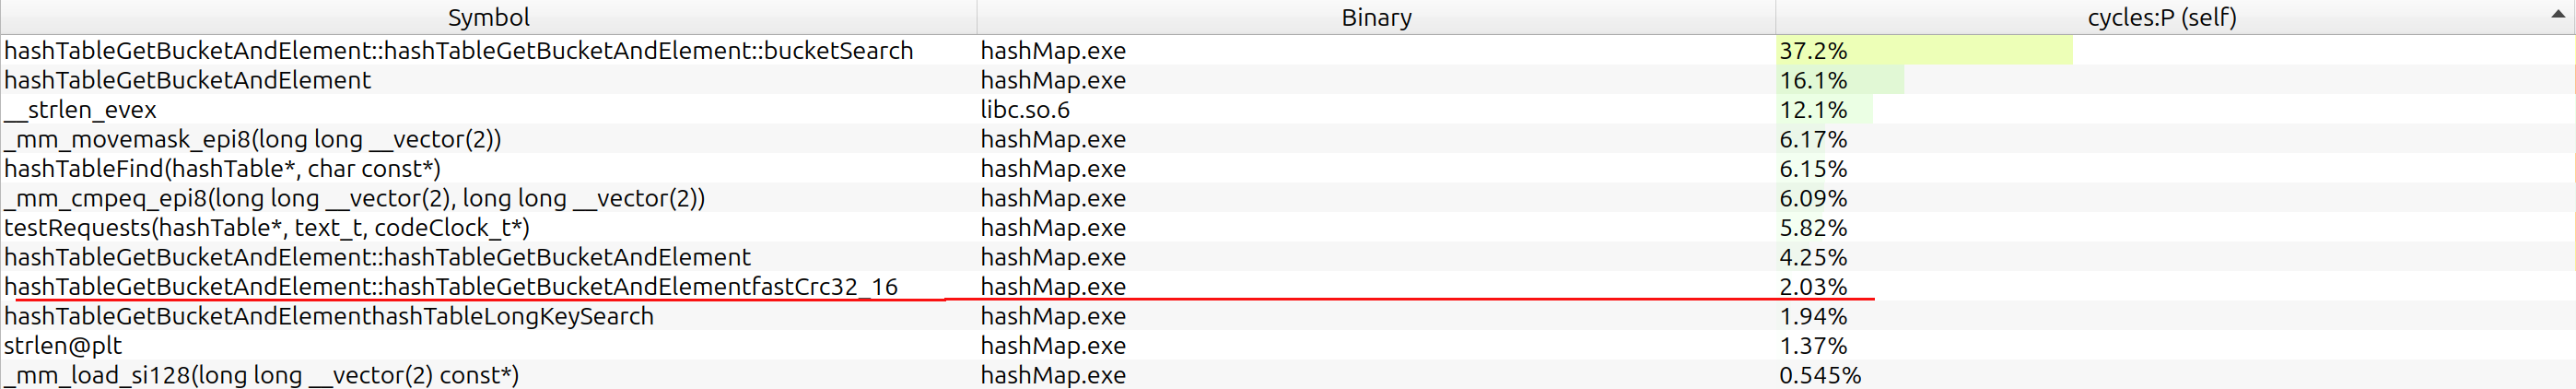 Symbol Binary cycles:P (self)
hashTableGetBucketAndElement::hashTableGetBucketAndElement::bucketSearch hashMap.exe 37.2%
hashTableGetBucketAndElement hashMap.exe 16.1%
__strlen_evex libc.so.6 12.1%
_mm_movemask_epi8(long long __vector(2)) hashMap.exe 6.17%
hashTableFind(hashTable*, char const*) hashMap.exe 6.15%
_mm_cmpeq_epi8(long long __vector(2), long long __vector(2)) hashMap.exe 6.09%
testRequests(hashTable*, text_t, codeClock_t*) hashMap.exe 5.82%
hashTableGetBucketAndElement::hashTableGetBucketAndElement hashMap.exe 4.25%
hashTableGetBucketAndElement::hashTableGetBucketAndElementfastCrc32_16 hashMap.exe 2.03%
hashTableGetBucketAndElementhashTableLongKeySearch hashMap.exe 1.94%
strlen@plt hashMap.exe 1.37%
_mm_load_si128(long long __vector(2) const*) hashMap.exe 0.545%